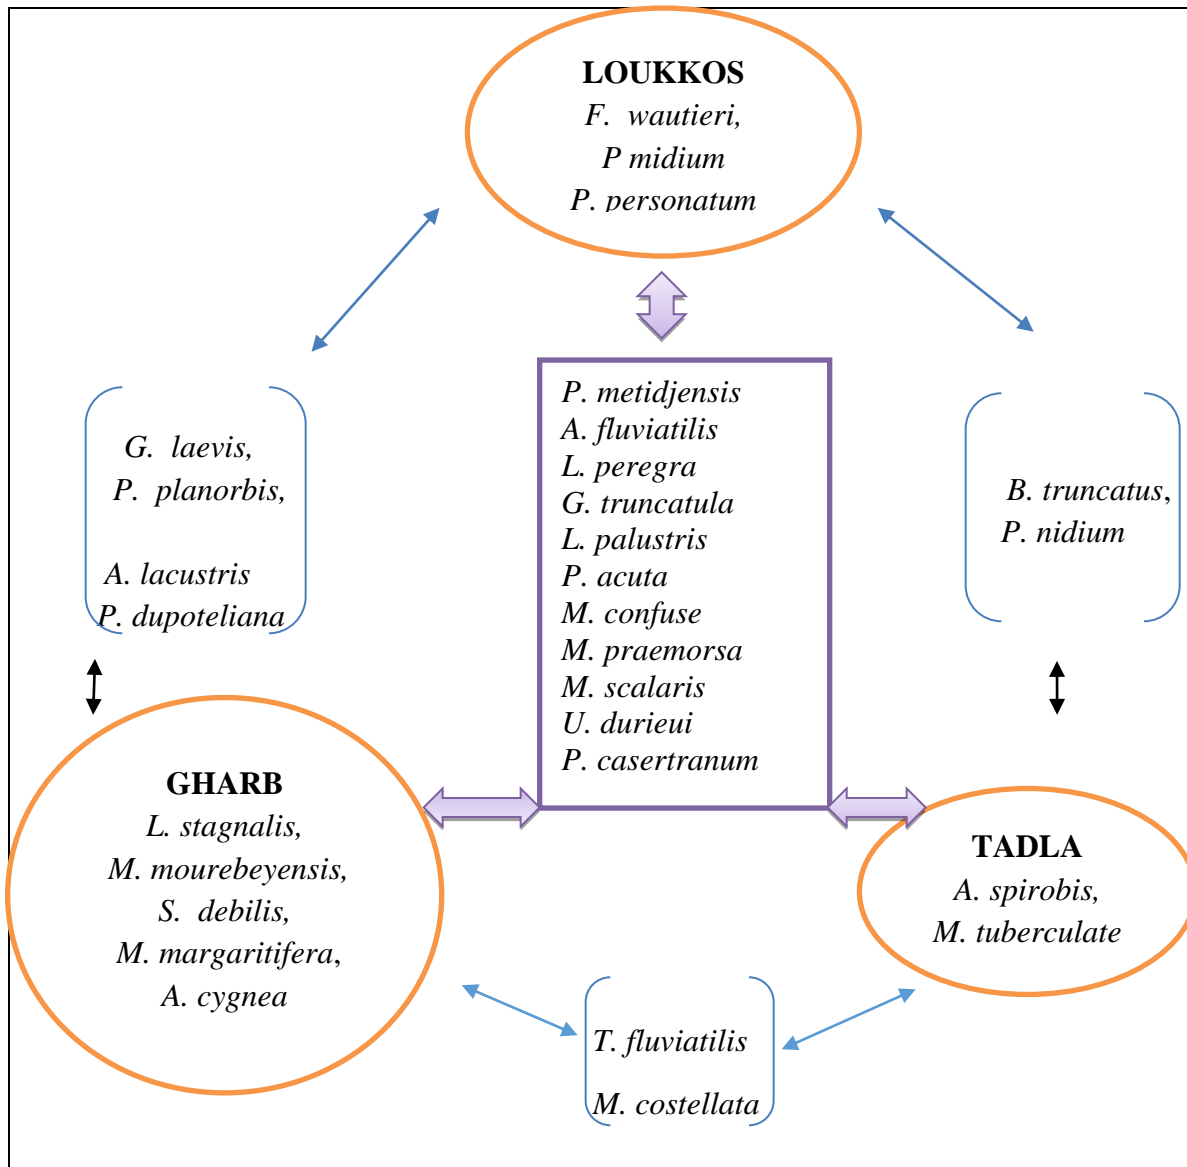 LOUKKOS
F. wautieri,
P midium
P. personatum
G. laevis,
P. planorbis,
A. lacustris
P. dupoteliana
P. metidjensis
A. fluviatilis
L. peregra
G. truncatula
L. palustris
P. acuta
M. confuse
M. praemorsa
M. scalaris
U. durieui
P. casertranum
B. truncatus,
P. nidium
GHARB
L. stagnalis,
M. mourebeyensis,
S. debilis,
M. margaritifera,
A. cygnea
TADLA
A. spirobis,
M. tuberculate
T. fluviatilis
M. costellata